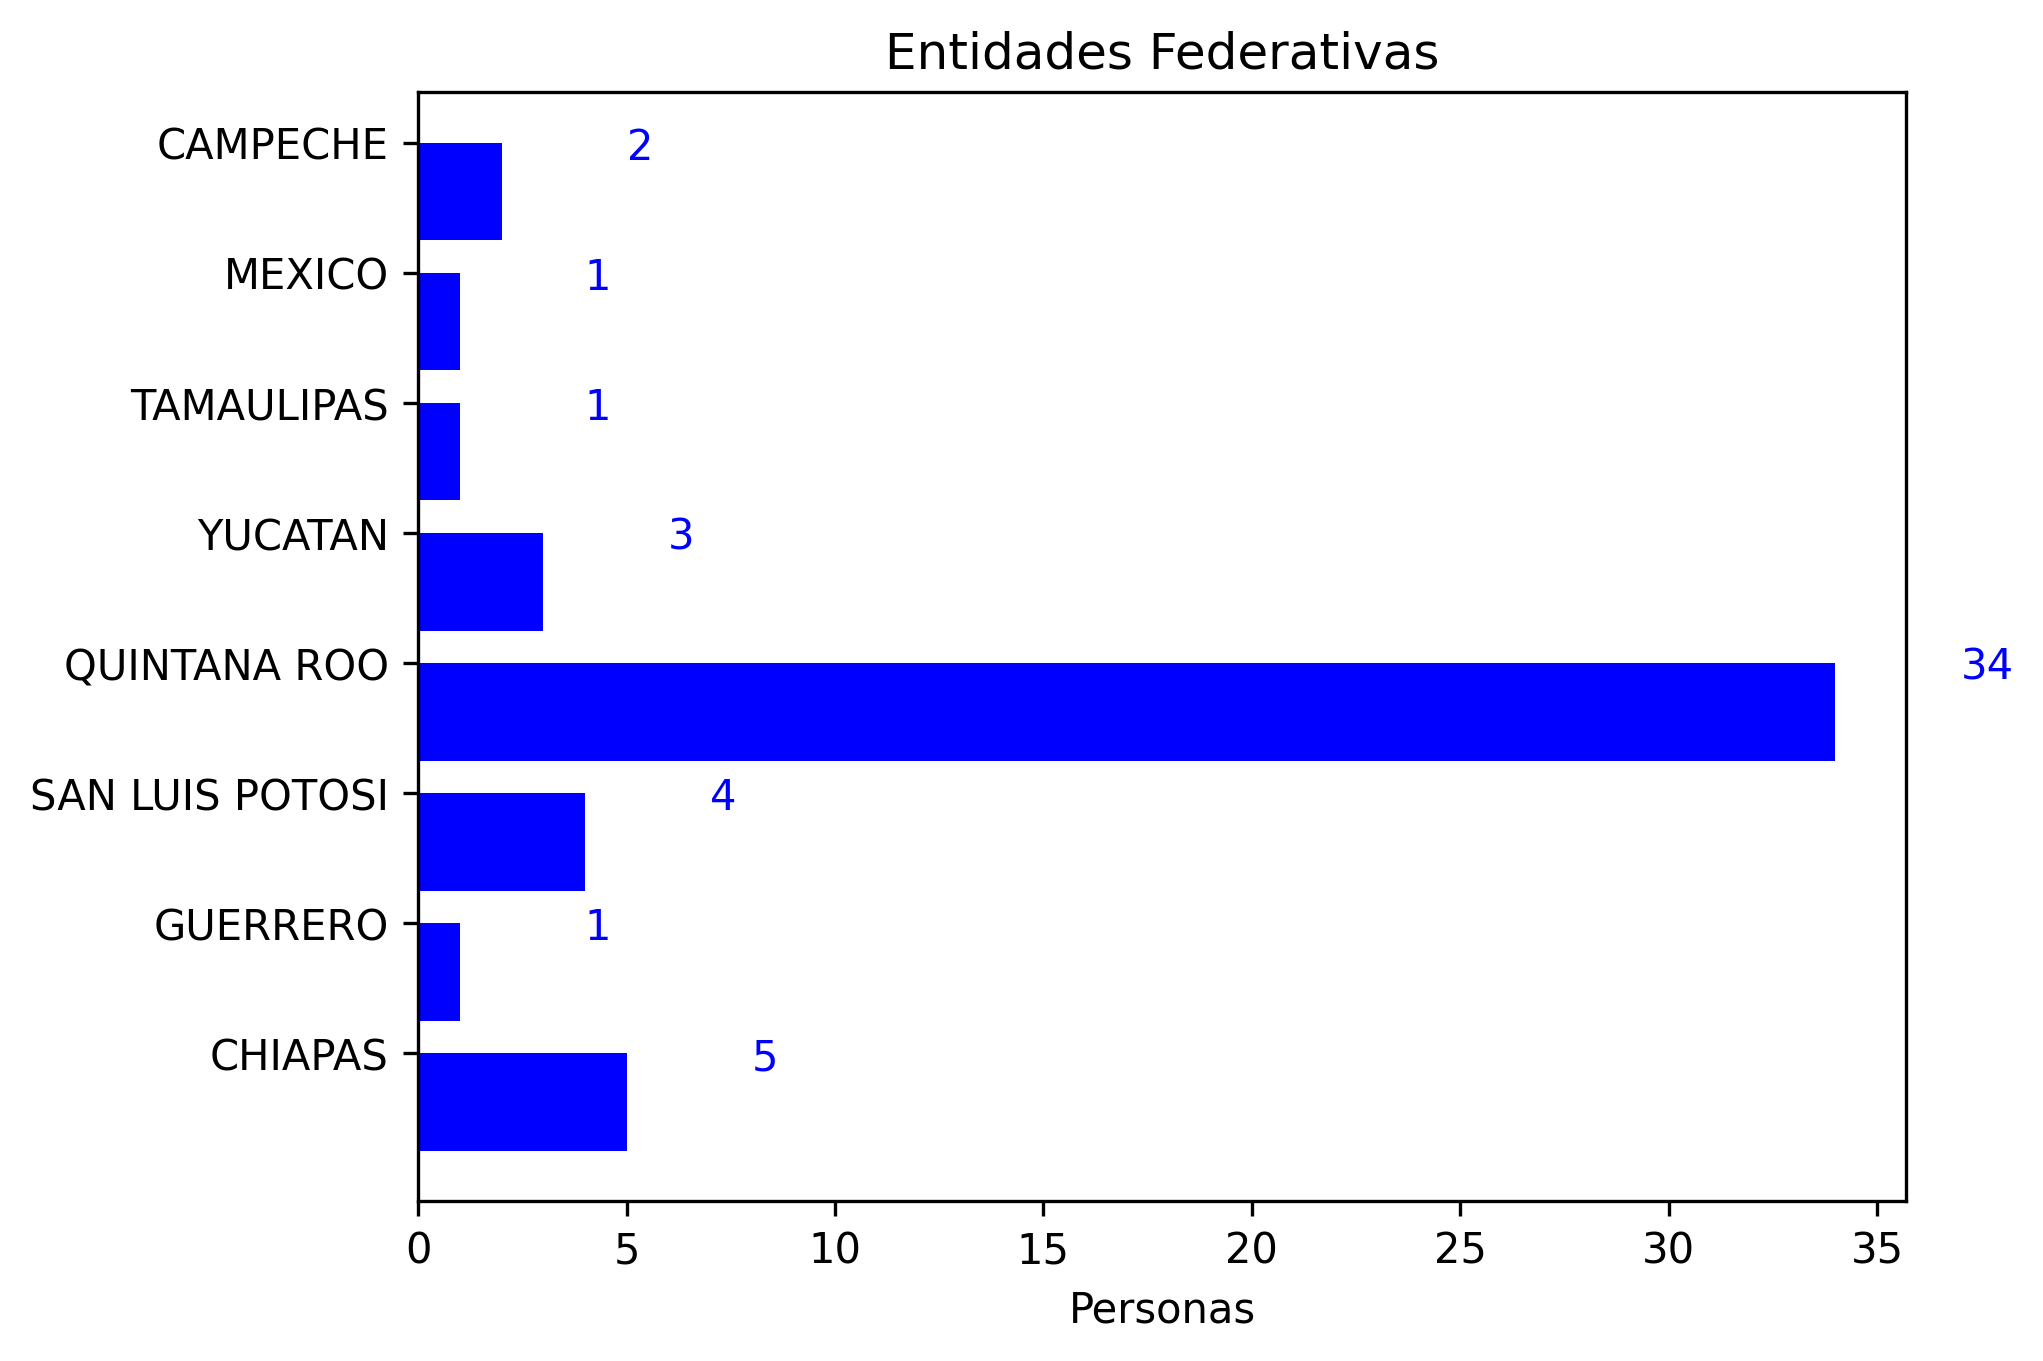 Entidades Federativas
CAMPECHE 2
MEXICO 1
TAMAULIPAS 1
YUCATAN 3
QUINTANA ROO 34
SAN LUIS POTOSI 4
GUERRERO 1
CHIAPAS 5
0 5 10 15 20 25 30 35
Personas